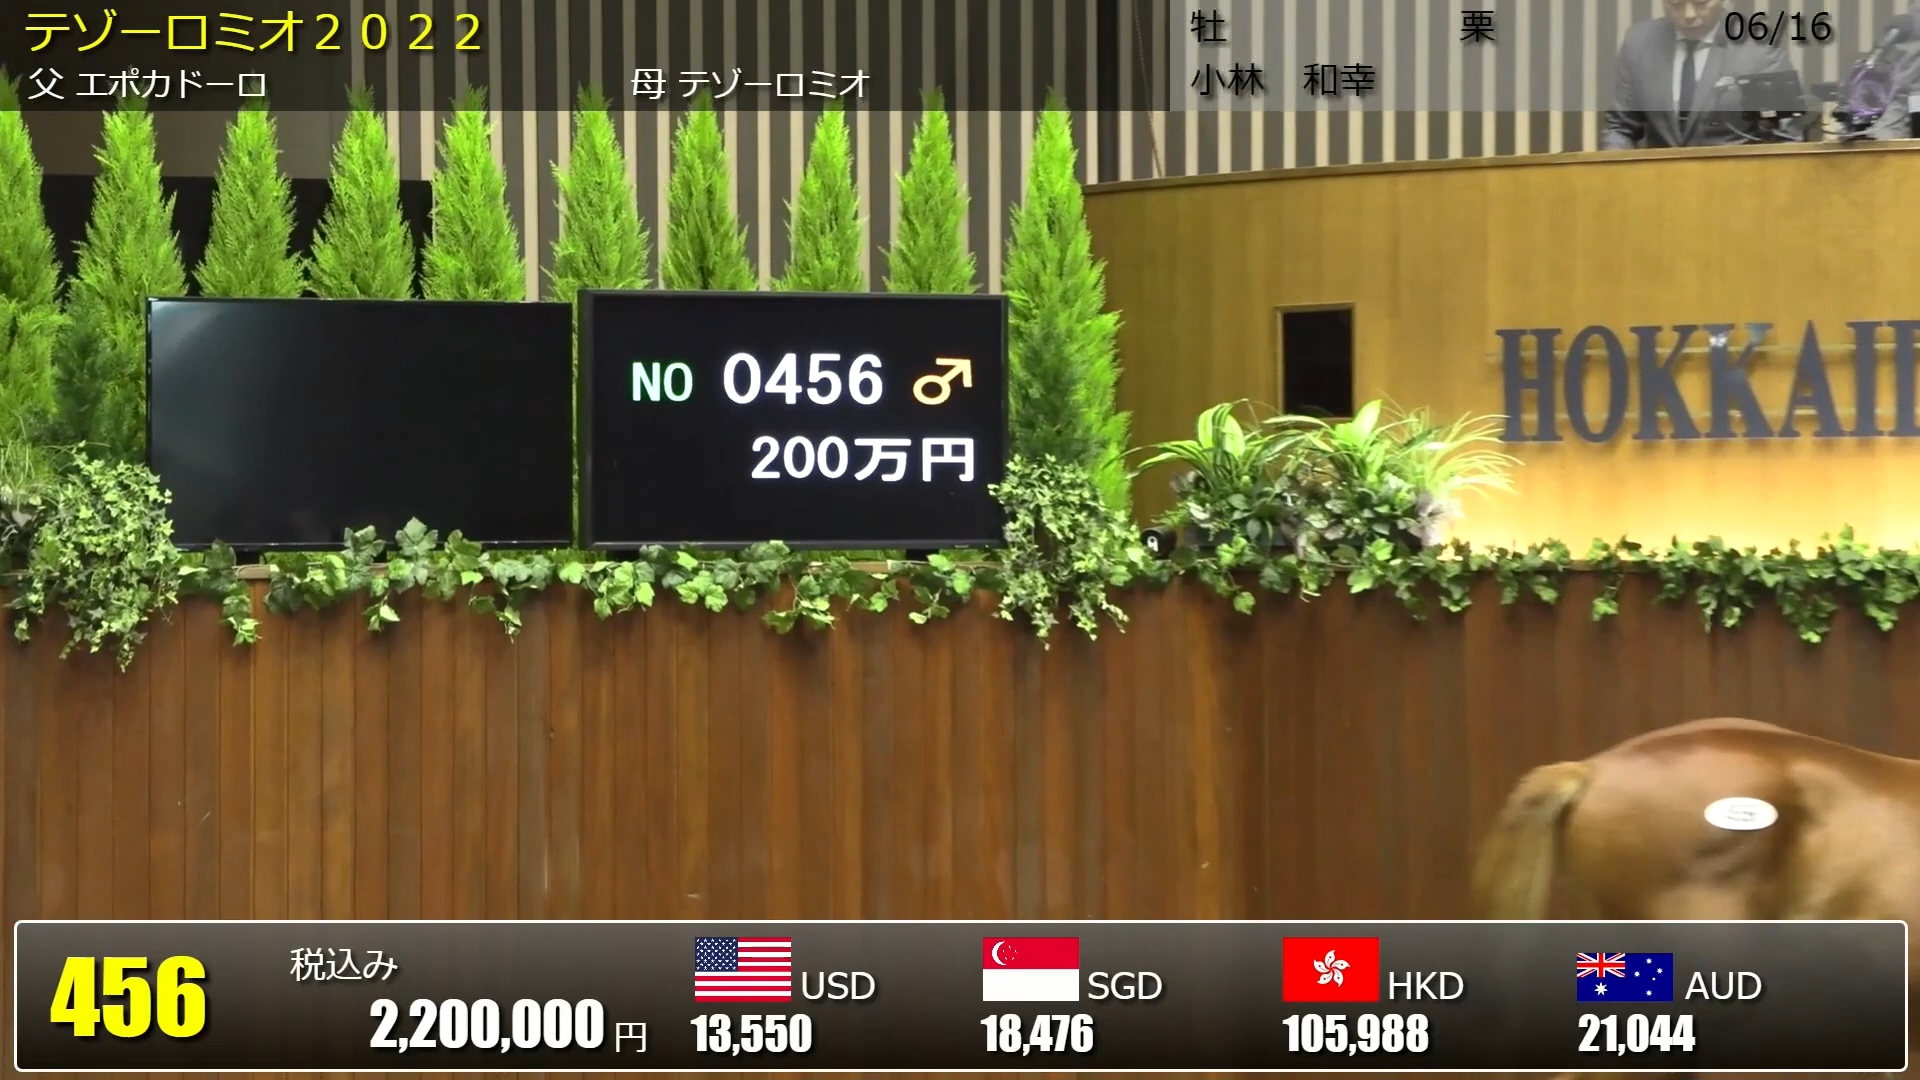 テゾーロミオ２０２２
父 エポカドーロ
母 テゾーロミオ
牡 栗 06/16
小林 和幸
NO 0456 ♂
200万円
HOKKAI
456
税込み
2,200,000 円
USD
13,550
SGD
18,476
HKD
105,988
AUD
21,044